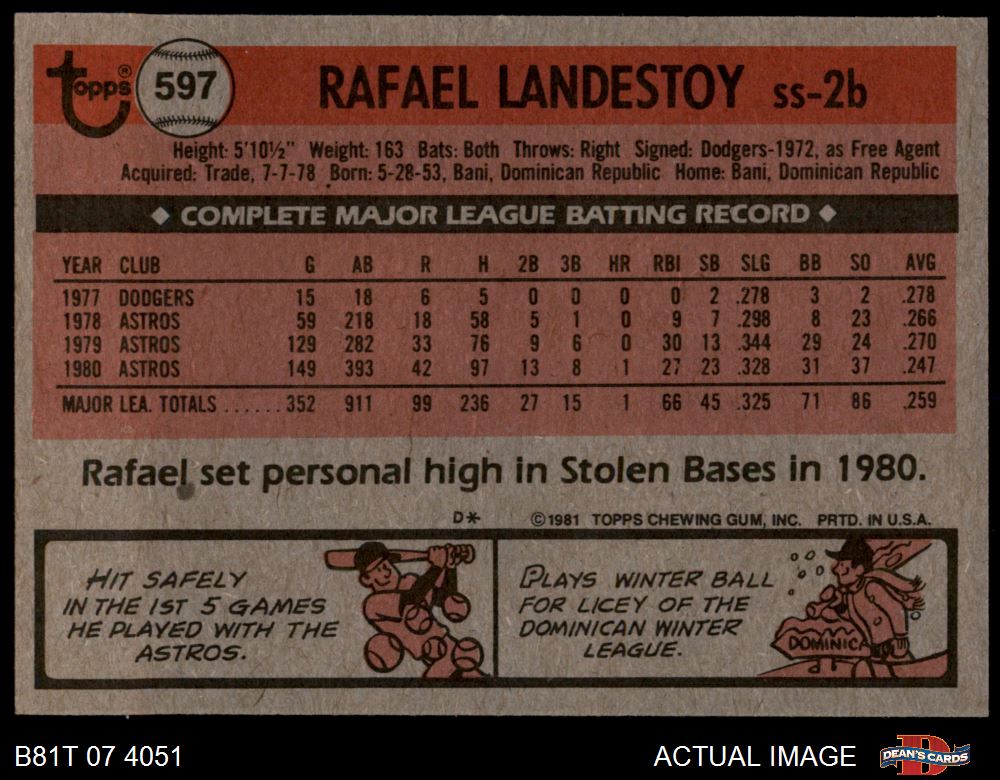 topps® 597 RAFAEL LANDESTOY ss-2b
Height: 5'10½" Weight: 163 Bats: Both Throws: Right Signed: Dodgers-1972, as Free Agent
Acquired: Trade, 7-7-78 Born: 5-28-53, Bani, Dominican Republic Home: Bani, Dominican Republic
◆ COMPLETE MAJOR LEAGUE BATTING RECORD ◆
YEAR CLUB G AB R H 2B 3B HR RBI SB SLG BB SO AVG
1977 DODGERS 15 18 6 5 0 0 0 0 2 .278 3 2 .278
1978 ASTROS 59 218 18 58 5 1 0 9 7 .298 8 23 .266
1979 ASTROS 129 282 33 76 9 6 0 30 13 .344 29 24 .270
1980 ASTROS 149 393 42 97 13 8 1 27 23 .328 31 37 .247
MAJOR LEA. TOTALS ......352 911 99 236 27 15 1 66 45 .325 71 86 .259
Rafael set personal high in Stolen Bases in 1980.
D* ©1981 TOPPS CHEWING GUM, INC. PRTD. IN U.S.A.
HIT SAFELY
IN THE 1ST 5 GAMES
HE PLAYED WITH THE
ASTROS.
PLAYS WINTER BALL
FOR LICEY OF THE
DOMINICAN WINTER
LEAGUE.
DOMINICA
B81T 07 4051 ACTUAL IMAGE DEAN'S CARDS